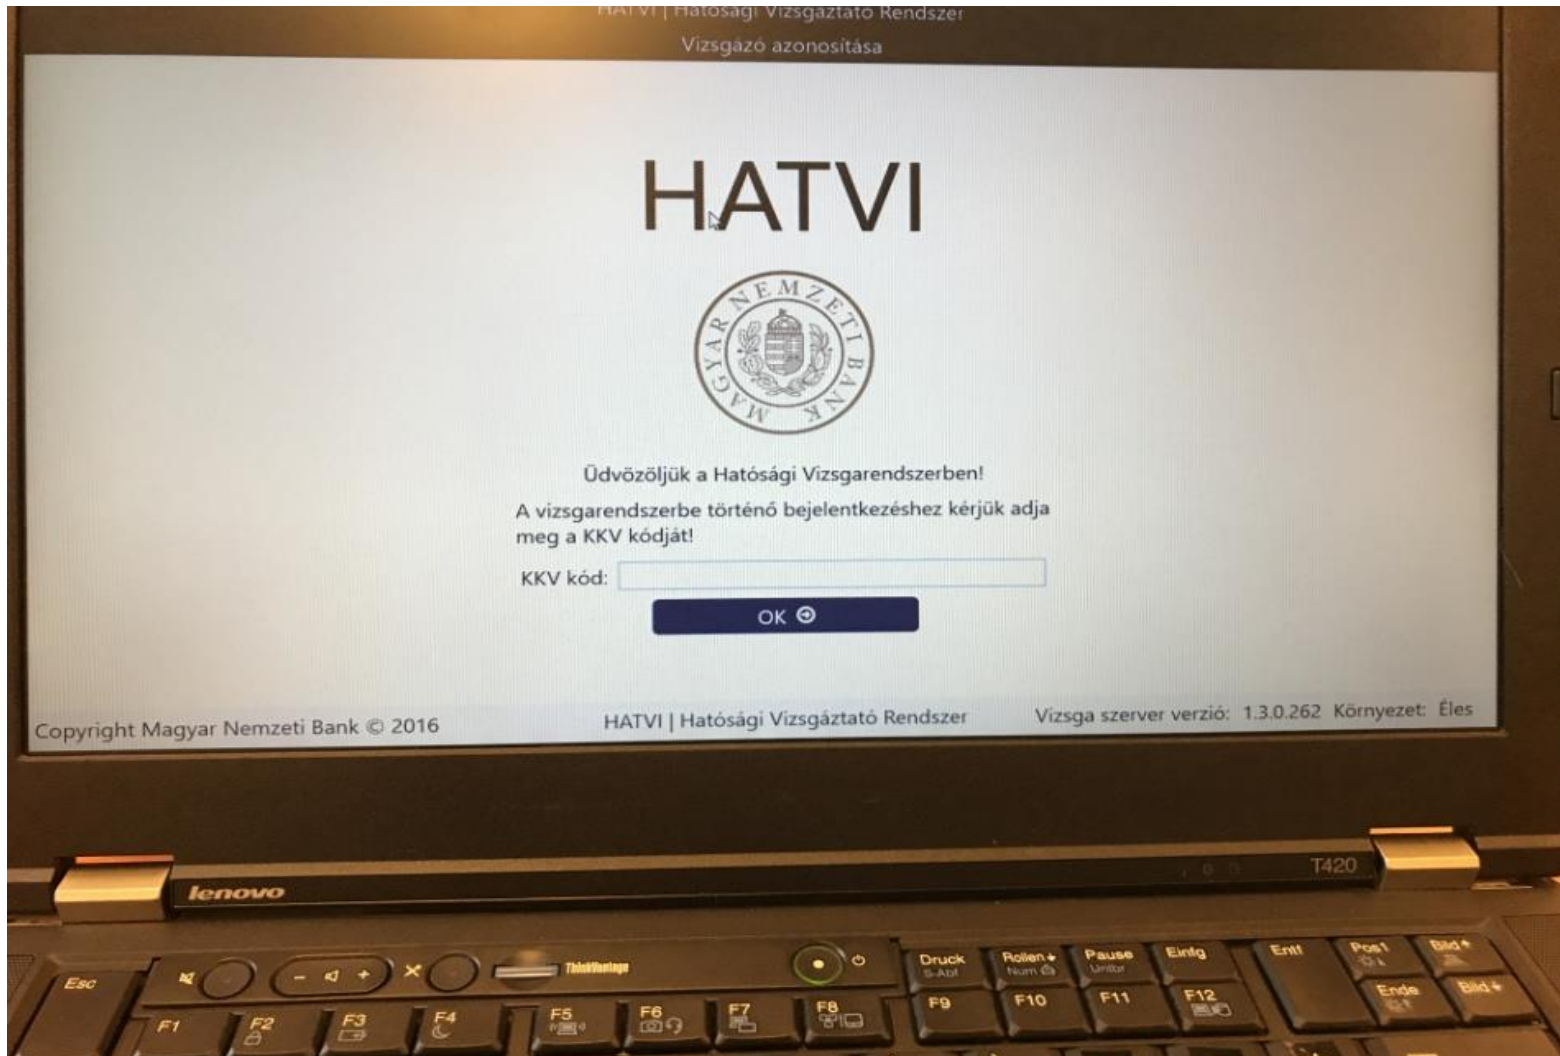 HATVI | Hatósági Vizsgáztató Rendszer
Vizsgázó azonosítása
HATVI
MAGYAR NEMZETI BANK
Üdvözöljük a Hatósági Vizsgarendszerben!
A vizsgarendszerbe történő bejelentkezéshez kérjük adja
meg a KKV kódját!
KKV kód:
OK
Copyright Magyar Nemzeti Bank © 2016 HATVI | Hatósági Vizsgáztató Rendszer Vizsga szerver verzió: 1.3.0.262 Környezet: Éles
T420
lenovo
ThinkVantage
Esc
Druck Rollen Pause Einfg Entf Pos1 Bild
S-Abf Num Untbr
F1 F2 F3 F4 F5 F6 F7 F8 F9 F10 F11 F12 Ende Bild